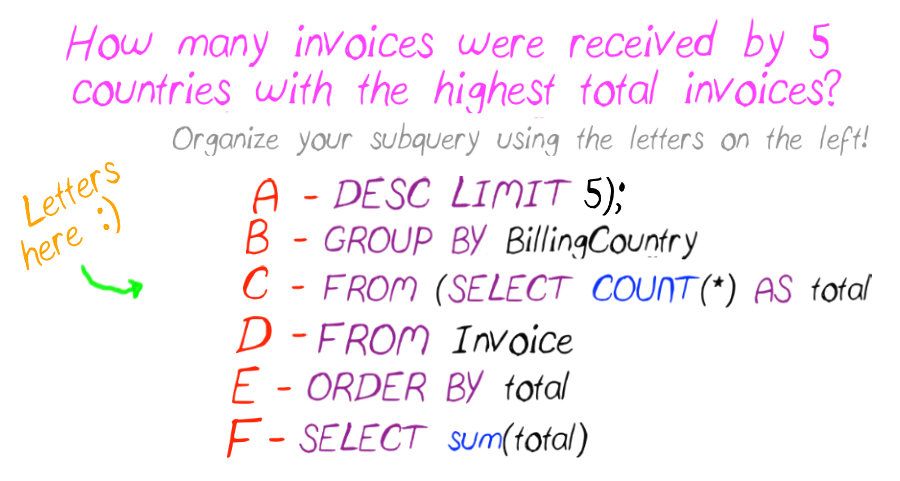 How many invoices were received by 5
countries with the highest total invoices?
Organize your subquery using the letters on the left!
Letters
here :)
A - DESC LIMIT 5);
B - GROUP BY BillingCountry
C - FROM (SELECT COUNT(*) AS total
D - FROM Invoice
E - ORDER BY total
F - SELECT sum(total)